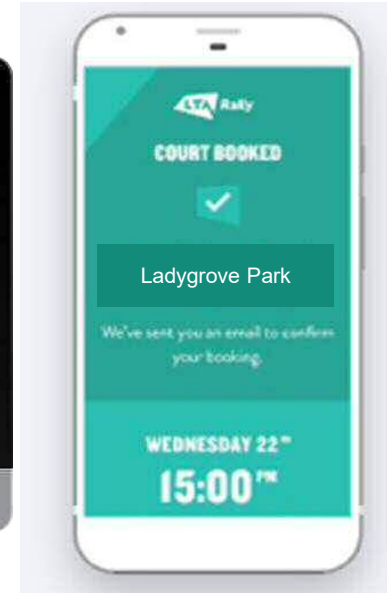 LTA Rally
COURT BOOKED
Ladygrove Park
We've sent you an email to confirm
your booking.
WEDNESDAY 22ND
15:00PM